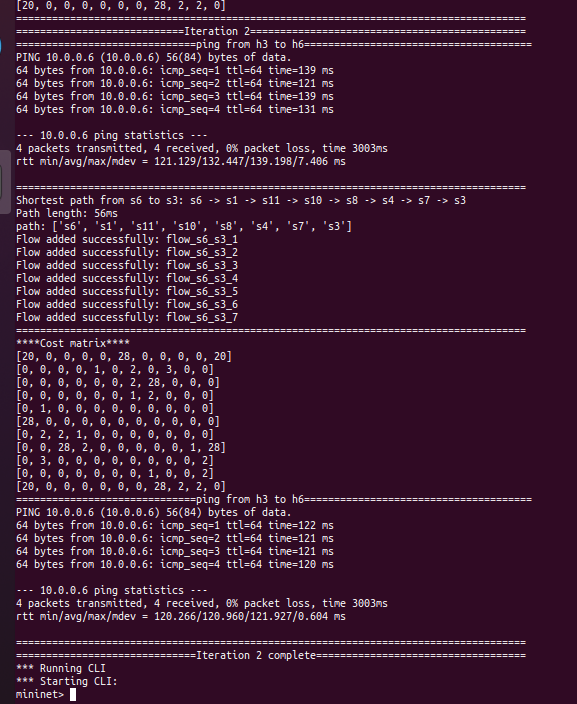 [20, 0, 0, 0, 0, 0, 0, 28, 2, 2, 0]
=====================================================================================
============================Iteration 2==============================================
==============================ping from h3 to h6======================================
PING 10.0.0.6 (10.0.0.6) 56(84) bytes of data.
64 bytes from 10.0.0.6: icmp_seq=1 ttl=64 time=139 ms
64 bytes from 10.0.0.6: icmp_seq=2 ttl=64 time=121 ms
64 bytes from 10.0.0.6: icmp_seq=3 ttl=64 time=139 ms
64 bytes from 10.0.0.6: icmp_seq=4 ttl=64 time=131 ms
--- 10.0.0.6 ping statistics ---
4 packets transmitted, 4 received, 0% packet loss, time 3003ms
rtt min/avg/max/mdev = 121.129/132.447/139.198/7.406 ms
=====================================================================================
Shortest path from s6 to s3: s6 -> s1 -> s11 -> s10 -> s8 -> s4 -> s7 -> s3
Path length: 56ms
path: ['s6', 's1', 's11', 's10', 's8', 's4', 's7', 's3']
Flow added successfully: flow_s6_s3_1
Flow added successfully: flow_s6_s3_2
Flow added successfully: flow_s6_s3_3
Flow added successfully: flow_s6_s3_4
Flow added successfully: flow_s6_s3_5
Flow added successfully: flow_s6_s3_6
Flow added successfully: flow_s6_s3_7
=====================================================================================
****Cost matrix****
[20, 0, 0, 0, 0, 28, 0, 0, 0, 0, 20]
[0, 0, 0, 0, 1, 0, 2, 0, 3, 0, 0]
[0, 0, 0, 0, 0, 0, 2, 28, 0, 0, 0]
[0, 0, 0, 0, 0, 0, 1, 2, 0, 0, 0]
[0, 1, 0, 0, 0, 0, 0, 0, 0, 0, 0]
[28, 0, 0, 0, 0, 0, 0, 0, 0, 0, 0]
[0, 2, 2, 1, 0, 0, 0, 0, 0, 0, 0]
[0, 0, 28, 2, 0, 0, 0, 0, 0, 1, 28]
[0, 3, 0, 0, 0, 0, 0, 0, 0, 0, 2]
[0, 0, 0, 0, 0, 0, 0, 1, 0, 0, 2]
[20, 0, 0, 0, 0, 0, 0, 28, 2, 2, 0]
==============================ping from h3 to h6======================================
PING 10.0.0.6 (10.0.0.6) 56(84) bytes of data.
64 bytes from 10.0.0.6: icmp_seq=1 ttl=64 time=122 ms
64 bytes from 10.0.0.6: icmp_seq=2 ttl=64 time=121 ms
64 bytes from 10.0.0.6: icmp_seq=3 ttl=64 time=121 ms
64 bytes from 10.0.0.6: icmp_seq=4 ttl=64 time=120 ms
--- 10.0.0.6 ping statistics ---
4 packets transmitted, 4 received, 0% packet loss, time 3003ms
rtt min/avg/max/mdev = 120.266/120.960/121.927/0.604 ms
=====================================================================================
==============================Iteration 2 complete===================================
*** Running CLI
*** Starting CLI:
mininet>